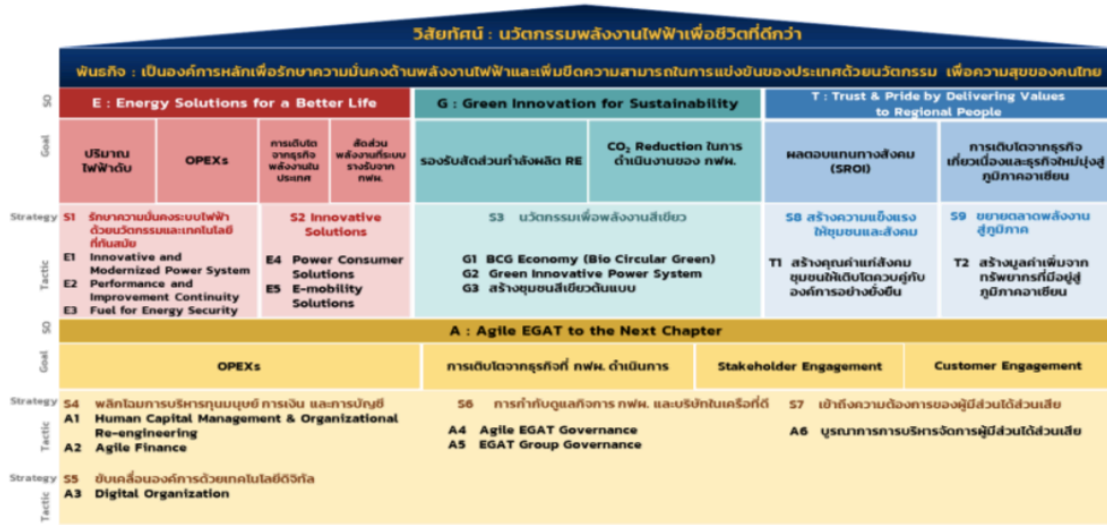 วิสัยทัศน์ : นวัตกรรมพลังงานไฟฟ้าเพื่อชีวิตที่ดีกว่า
พันธกิจ : เป็นองค์การหลักเพื่อรักษาความมั่นคงด้านพลังงานไฟฟ้าและเพิ่มขีดความสามารถในการแข่งขันของประเทศด้วยนวัตกรรม เพื่อความสุขของคนไทย
SO
E : Energy Solutions for a Better Life
G : Green Innovation for Sustainability
T : Trust & Pride by Delivering Values
to Regional People
Goal
ปริมาณ
ไฟฟ้าดับ
OPEXs
การเติบโต
จากธุรกิจ
พลังงานใน
ประเทศ
สัดส่วน
พลังงานที่ระบบ
รางรับจาก
กฟผ.
รองรับสัดส่วนกำลังผลิต RE
CO₂ Reduction ในการ
ดำเนินงานของ กฟผ.
ผลตอบแทนทางสังคม
(SROI)
การเติบโตจากธุรกิจ
เกี่ยวเนื่องและธุรกิจใหม่มุ่งสู่
ภูมิภาคอาเซียน
Strategy
S1 รักษาความมั่นคงระบบไฟฟ้า
ด้วยนวัตกรรมและเทคโนโลยี
ที่ทันสมัย
Tactic
E1 Innovative and
Modernized Power System
E2 Performance and
Improvement Continuity
E3 Fuel for Energy Security
S2 Innovative
Solutions
E4 Power Consumer
Solutions
E5 E-mobility
Solutions
S3 นวัตกรรมเพื่อพลังงานสีเขียว
G1 BCG Economy (Bio Circular Green)
G2 Green Innovative Power System
G3 สร้างชุมชนสีเขียวต้นแบบ
S8 สร้างความแข็งแรง
ให้ชุมชนและสังคม
T1 สร้างคุณค่าแก่สังคม
ชุมชนให้เติบโตควบคู่กับ
องค์การอย่างยั่งยืน
S9 ขยายตลาดพลังงาน
สู่ภูมิภาค
T2 สร้างมูลค่าเพิ่มจาก
ทรัพยากรที่มีอยู่สู่
ภูมิภาคอาเซียน
SO
A : Agile EGAT to the Next Chapter
Goal
OPEXs
การเติบโตจากธุรกิจที่ กฟผ. ดำเนินการ
Stakeholder Engagement
Customer Engagement
Strategy
S4 พลิกโฉมการบริหารทุนมนุษย์ การเงิน และการบัญชี
Tactic
A1 Human Capital Management & Organizational
Re-engineering
A2 Agile Finance
S6 การกำกับดูแลกิจการ กฟผ. และบริษัทในเครือที่ดี
A4 Agile EGAT Governance
A5 EGAT Group Governance
S7 เข้าถึงความต้องการของผู้มีส่วนได้ส่วนเสีย
A6 บูรณาการการบริหารจัดการผู้มีส่วนได้ส่วนเสีย
Strategy
S5 ขับเคลื่อนองค์การด้วยเทคโนโลยีดิจิทัล
Tactic
A3 Digital Organization